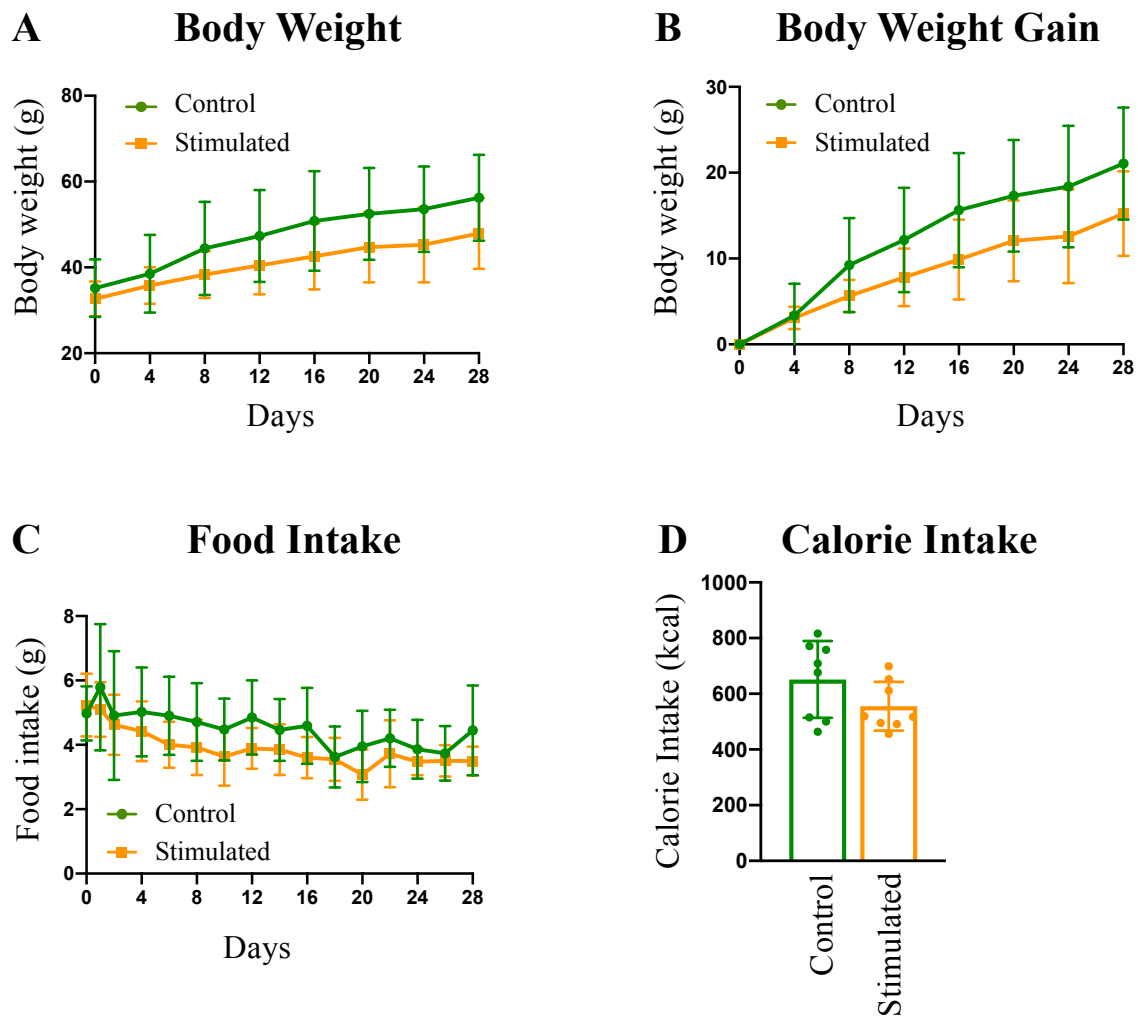 A Body Weight
Body weight (g)
80
60
40
20
Control
Stimulated
0 4 8 12 16 20 24 28
Days
B Body Weight Gain
Body weight (g)
30
20
10
0
Control
Stimulated
0 4 8 12 16 20 24 28
Days
C Food Intake
Food intake (g)
8
6
4
2
0
Control
Stimulated
0 4 8 12 16 20 24 28
Days
D Calorie Intake
Calorie Intake (kcal)
1000
800
600
400
200
0
Control
Stimulated